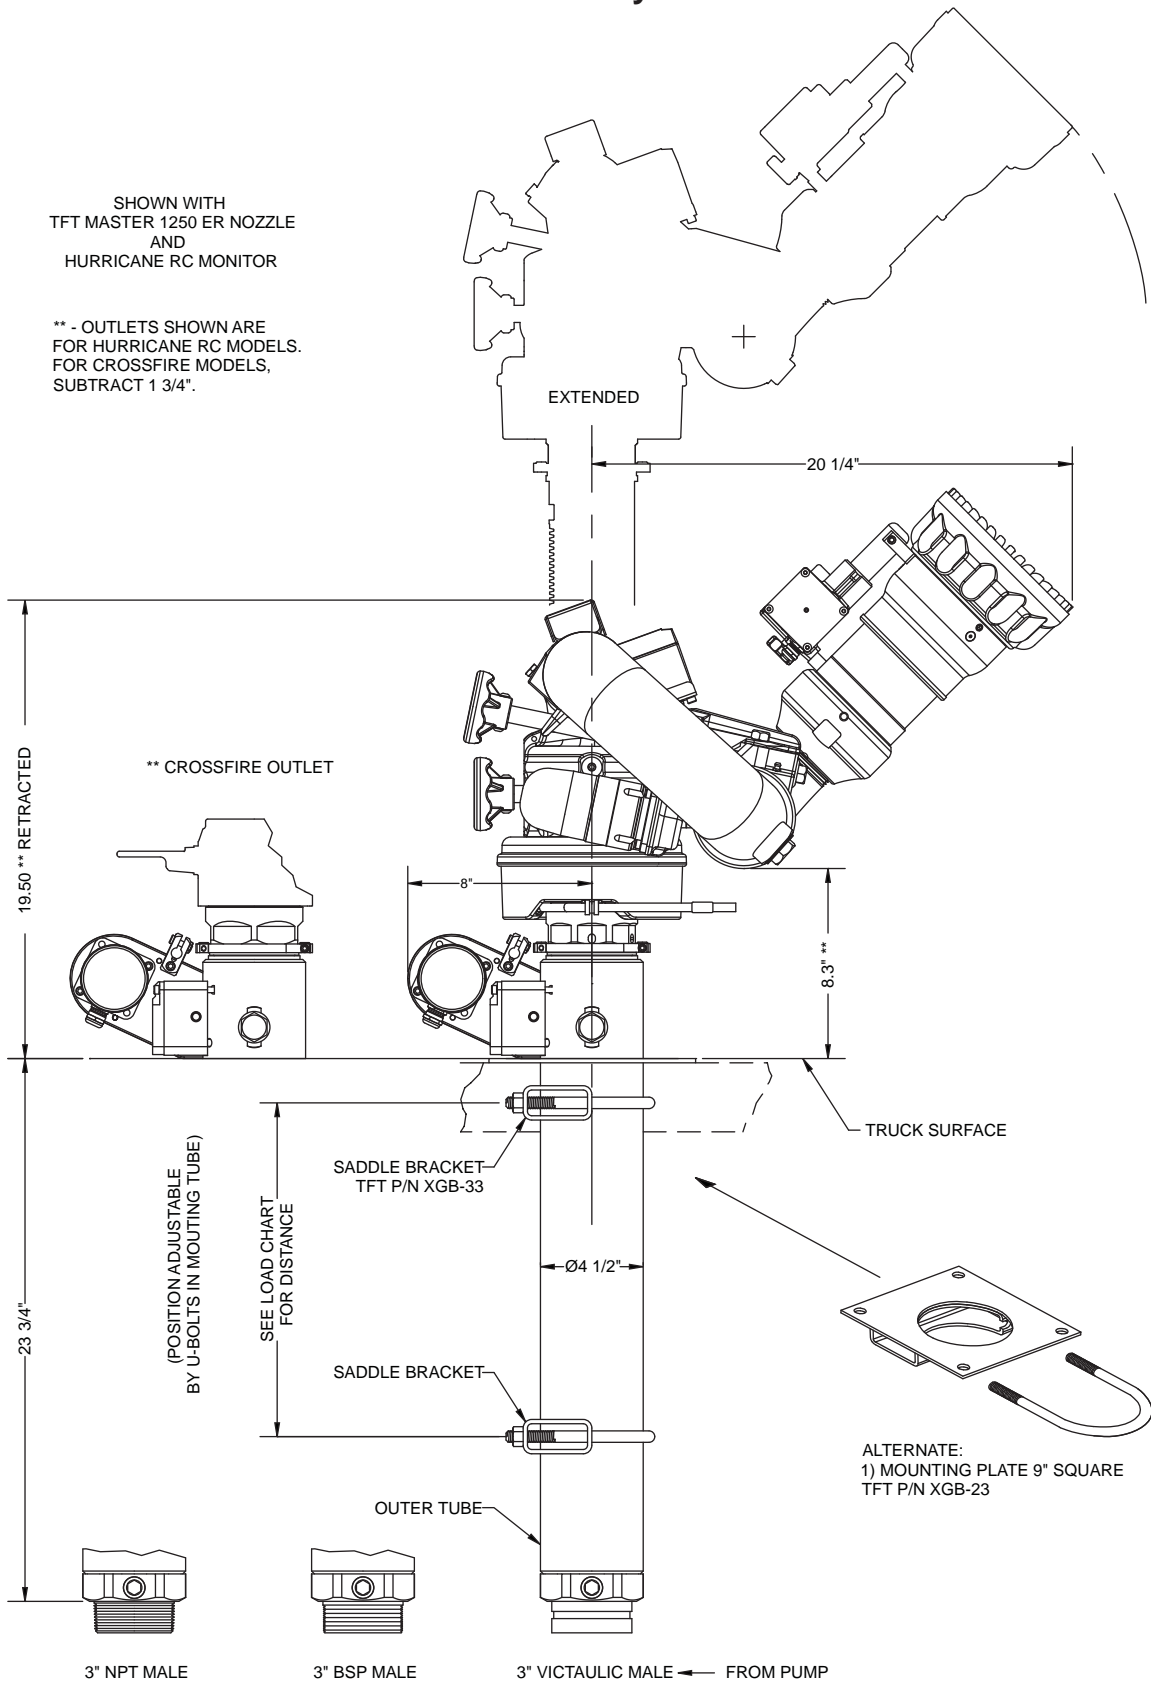 SHOWN WITH
TFT MASTER 1250 ER NOZZLE
AND
HURRICANE RC MONITOR
** - OUTLETS SHOWN ARE
FOR HURRICANE RC MODELS.
FOR CROSSFIRE MODELS,
SUBTRACT 1 3/4".
EXTENDED
20 1/4"
19.50 ** RETRACTED
** CROSSFIRE OUTLET
8"
8.3" **
TRUCK SURFACE
SADDLE BRACKET
TFT P/N XGB-33
(POSITION ADJUSTABLE
BY U-BOLTS IN MOUTING TUBE)
SEE LOAD CHART
FOR DISTANCE
Ø4 1/2"
23 3/4"
SADDLE BRACKET
ALTERNATE:
1) MOUNTING PLATE 9" SQUARE
TFT P/N XGB-23
OUTER TUBE
3" NPT MALE
3" BSP MALE
3" VICTAULIC MALE
FROM PUMP